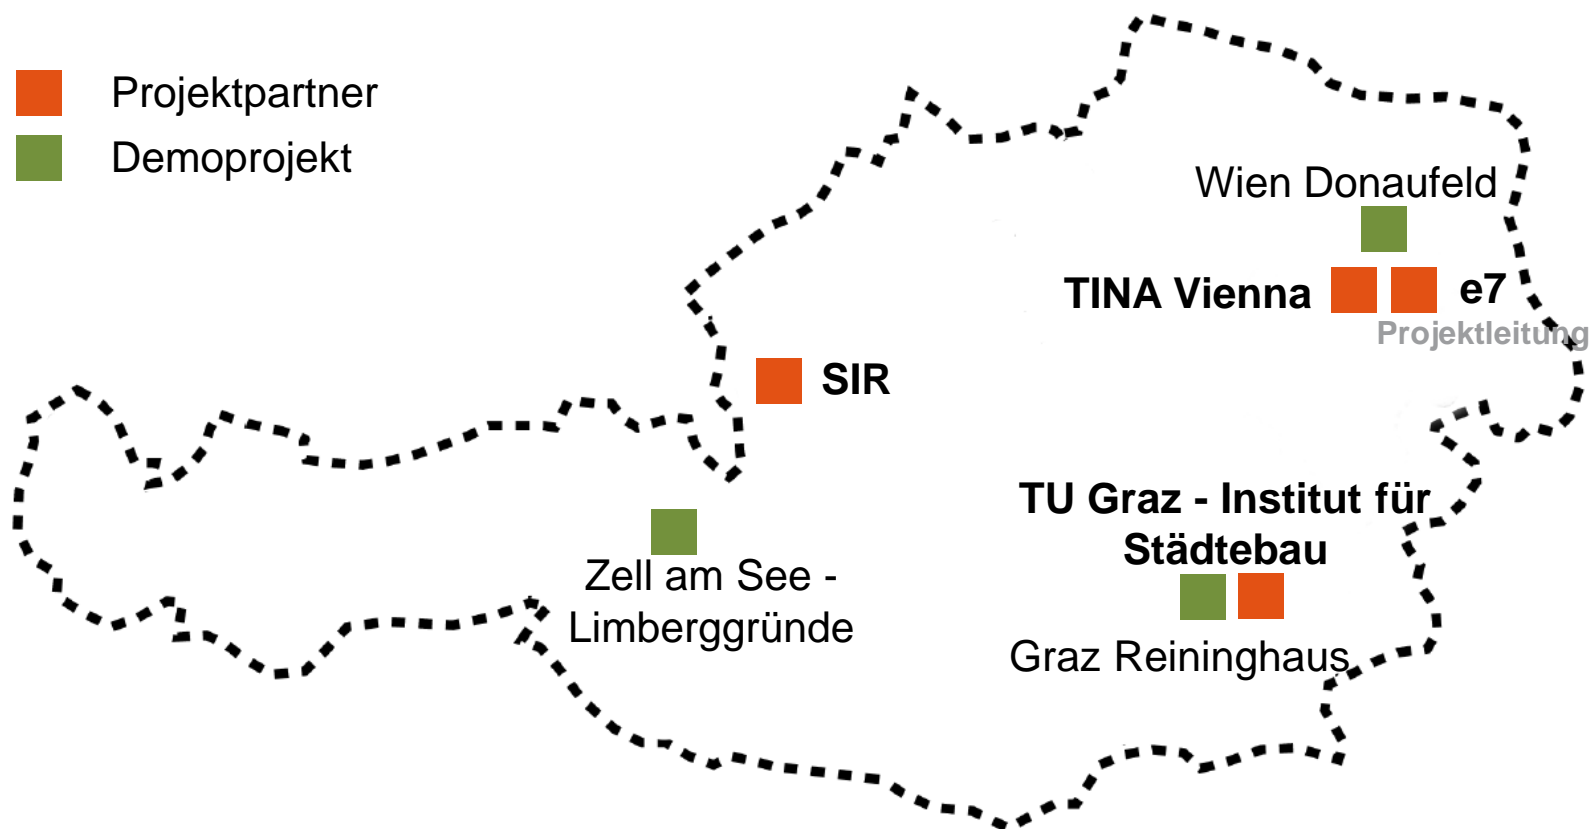 Projektpartner
Demoprojekt
Wien Donaufeld
TINA Vienna
e7
Projektleitung
SIR
TU Graz - Institut für
Städtebau
Zell am See -
Limberggründe
Graz Reininghaus